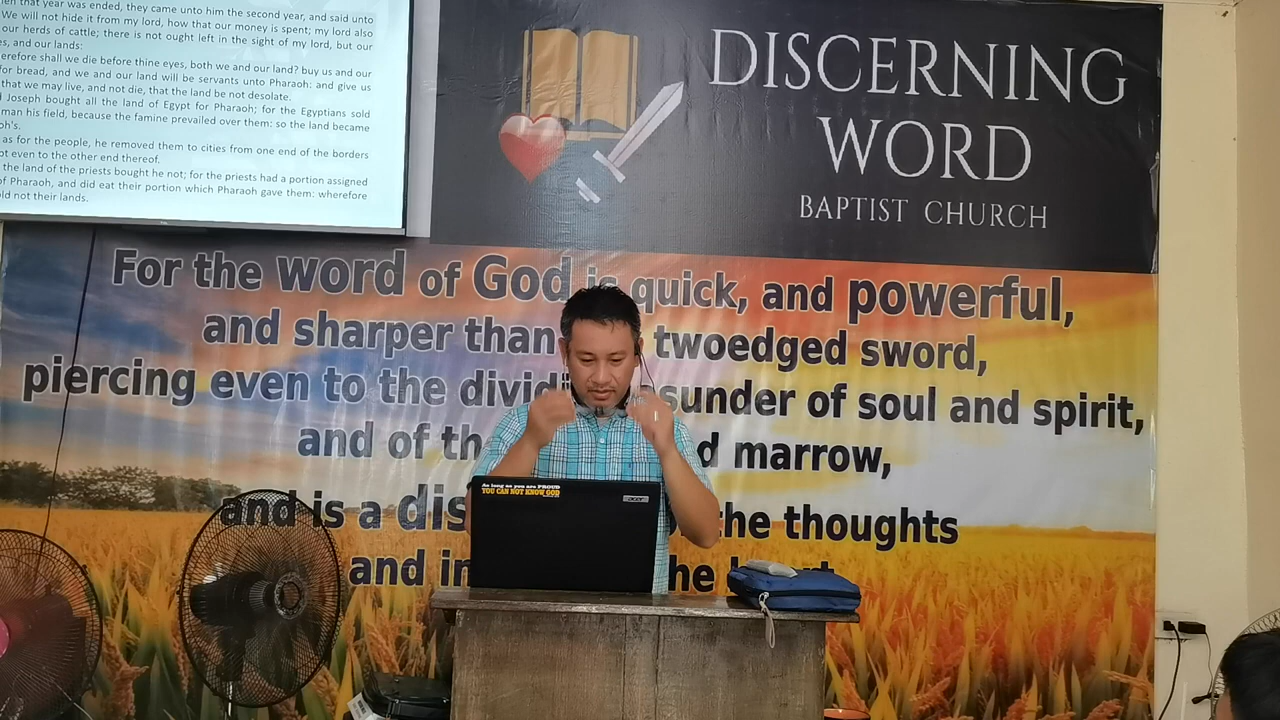 en that year was ended, they came unto him the second year, and said unto
We will not hide it from my lord, how that our money is spent; my lord also
our herds of cattle; there is not ought left in the sight of my lord, but our
es, and our lands:
erefore shall we die before thine eyes, both we and our land? buy us and our
for bread, and we and our land will be servants unto Pharaoh: and give us
that we may live, and not die, that the land be not desolate.
Joseph bought all the land of Egypt for Pharaoh; for the Egyptians sold
man his field, because the famine prevailed over them: so the land became
oh's.
as for the people, he removed them to cities from one end of the borders
ot even to the other end thereof.
the land of the priests bought he not; for the priests had a portion assigned
of Pharaoh, and did eat their portion which Pharaoh gave them: wherefore
old not their lands.
DISCERNING
WORD
BAPTIST CHURCH
For the word of God is quick, and powerful,
and sharper than twoedged sword,
piercing even to the dividi asunder of soul and spirit,
and of th d marrow,
and is a dis the thoughts
and in he
As long as you are PROUD
YOU CAN NOT KNOW GOD
acer